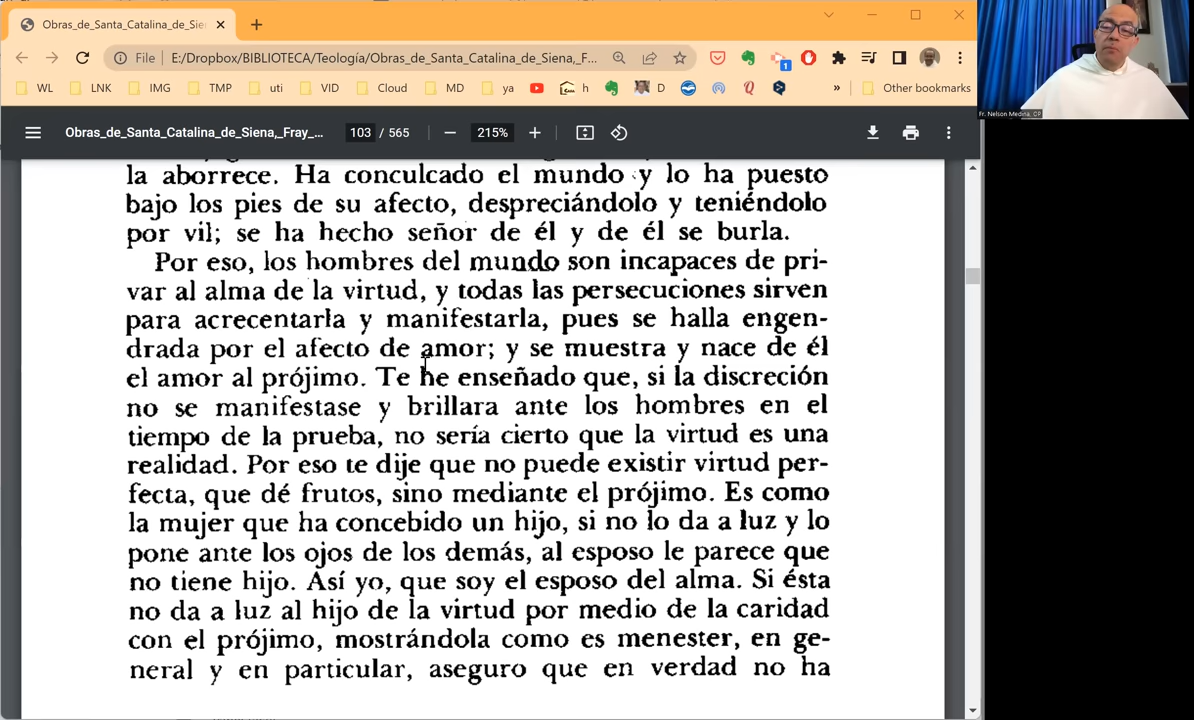 Obras_de_Santa_Catalina_de_Sie
File
E:/Dropbox/BIBLIOTECA/Teología/Obras_de_Santa_Catalina_de_Siena,_F...
1
WL LNK IMG TMP uti VID Cloud MD ya h D » Other bookmarks
Obras_de_Santa_Catalina_de_Siena,_Fray_... 103 / 565 215%
Fr. Nelson Medina, OP
la aborrece. Ha conculcado el mundo y lo ha puesto
bajo los pies de su afecto, despreciándolo y teniéndolo
por vil; se ha hecho señor de él y de él se burla.
Por eso, los hombres del mundo son incapaces de pri-
var al alma de la virtud, y todas las persecuciones sirven
para acrecentarla y manifestarla, pues se halla engen-
drada por el afecto de amor; y se muestra y nace de él
el amor al prójimo. Te he enseñado que, si la discreción
no se manifestase y brillara ante los hombres en el
tiempo de la prueba, no sería cierto que la virtud es una
realidad. Por eso te dije que no puede existir virtud per-
fecta, que dé frutos, sino mediante el prójimo. Es como
la mujer que ha concebido un hijo, si no lo da a luz y lo
pone ante los ojos de los demás, al esposo le parece que
no tiene hijo. Así yo, que soy el esposo del alma. Si ésta
no da a luz al hijo de la virtud por medio de la caridad
con el prójimo, mostrándola como es menester, en ge-
neral y en particular, aseguro que en verdad no ha